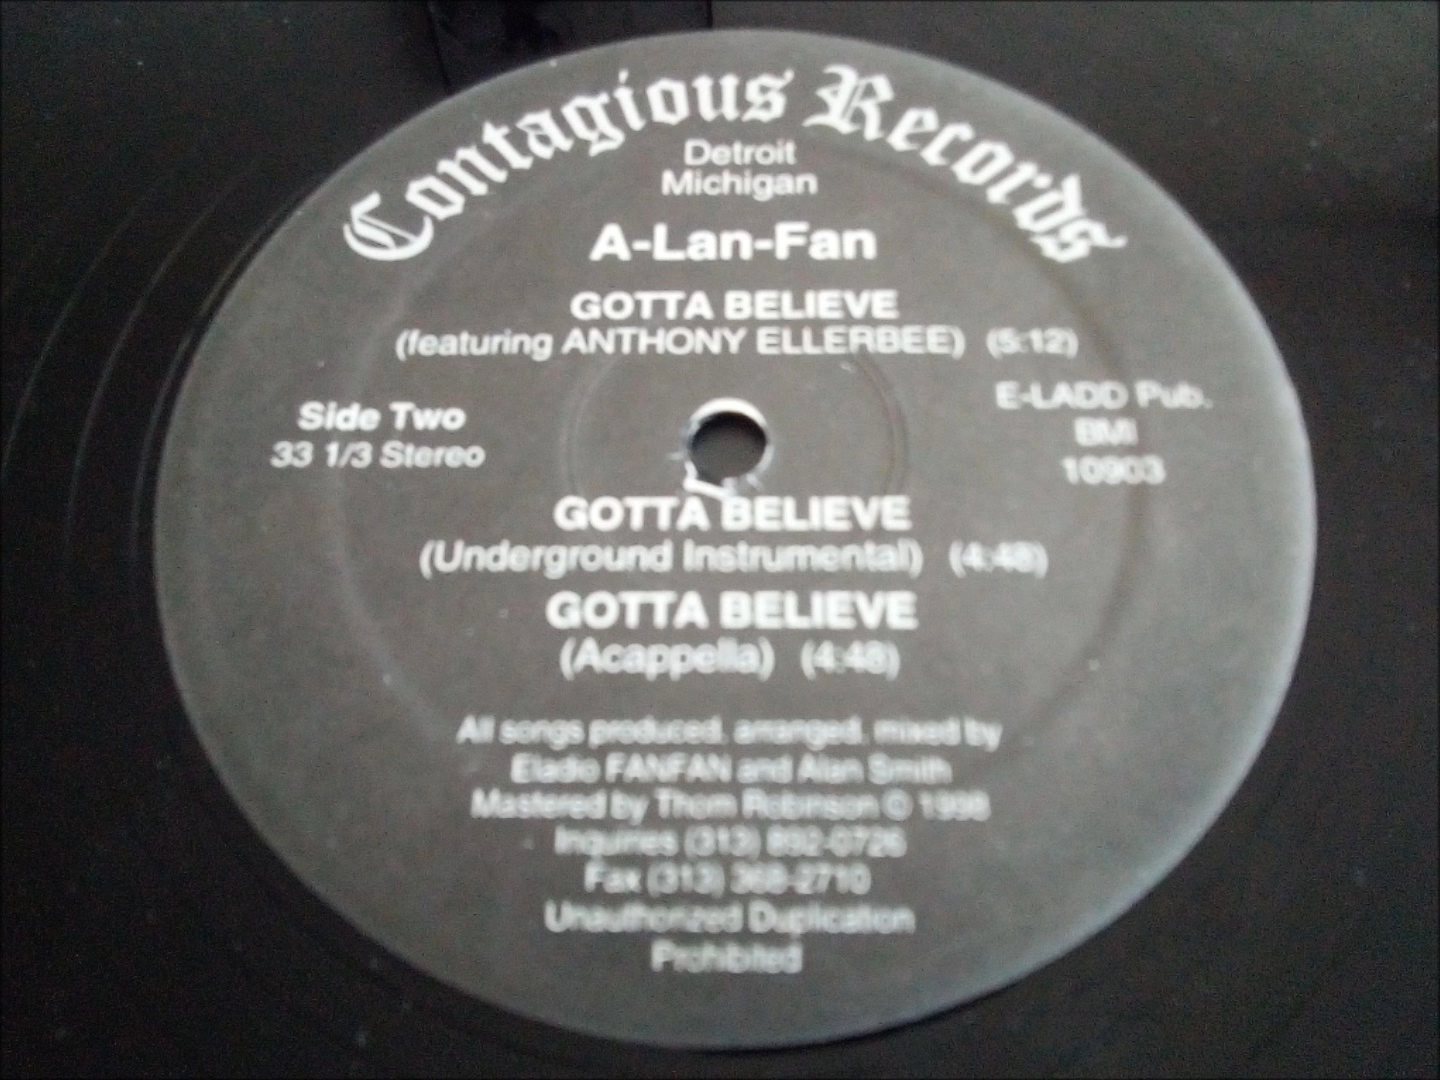 Contagious Records
Detroit
Michigan
A-Lan-Fan
GOTTA BELIEVE
(featuring ANTHONY ELLERBEE) (5:12)
Side Two
33 1/3 Stereo
E-LADD Pub.
BMI
10903
GOTTA BELIEVE
(Underground Instrumental) (4:48)
GOTTA BELIEVE
(Acappella) (4:48)
All songs produced, arranged, mixed by
Eladio FANFAN and Alan Smith
Mastered by Thom Robinson © 1998
Inquiries (313) 892-0726
Fax (313) 368-2710
Unauthorized Duplication
Prohibited